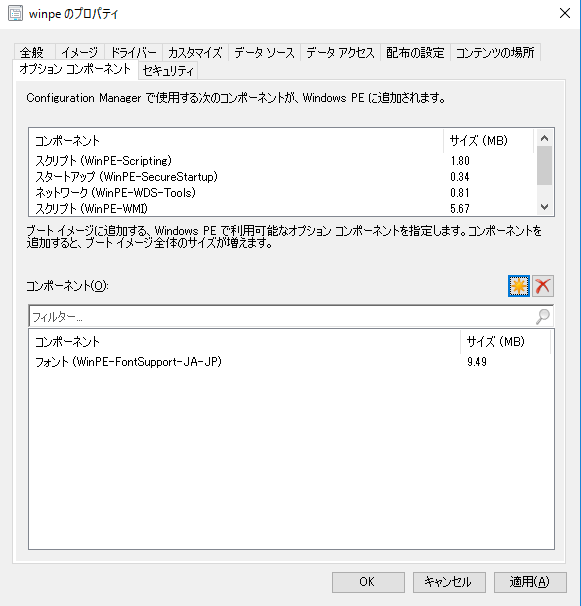 winpe のプロパティ
全般 イメージ ドライバー カスタマイズ データ ソース データ アクセス 配布の設定 コンテンツの場所
オプション コンポーネント セキュリティ
Configuration Manager で使用する次のコンポーネントが、Windows PE に追加されます。
コンポーネント サイズ (MB)
スクリプト (WinPE-Scripting) 1.80
スタートアップ (WinPE-SecureStartup) 0.34
ネットワーク (WinPE-WDS-Tools) 0.81
スクリプト (WinPE-WMI) 5.67
ブート イメージに追加する、Windows PE で利用可能なオプション コンポーネントを指定します。コンポーネントを
追加すると、ブート イメージ全体のサイズが増えます。
コンポーネント(O):
フィルター...
コンポーネント サイズ (MB)
フォント (WinPE-FontSupport-JA-JP) 9.49
OK キャンセル 適用(A)